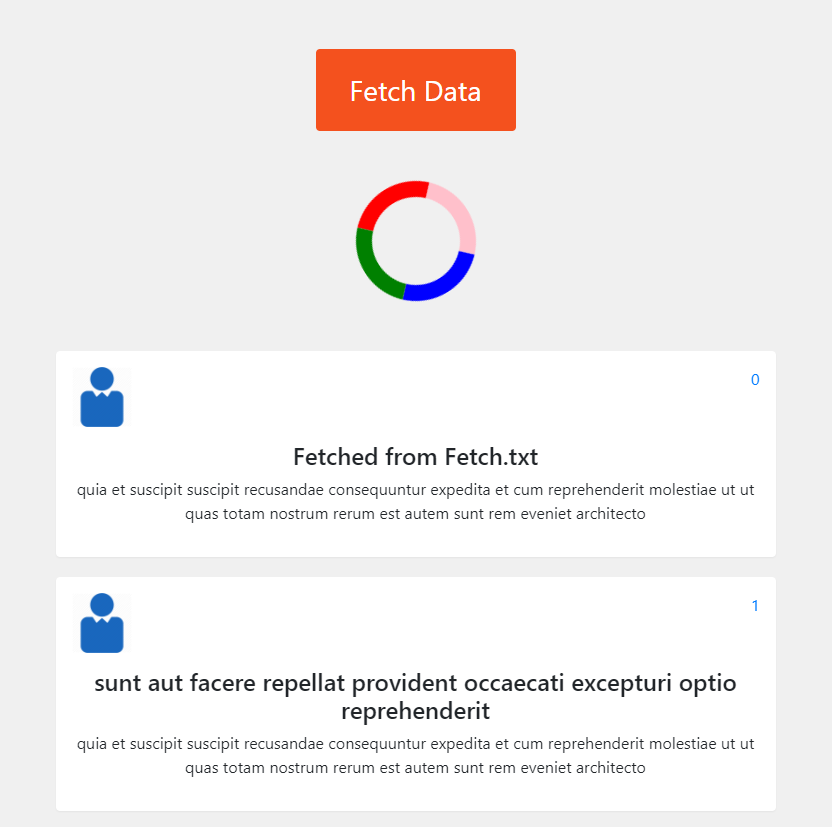 Fetch Data
0
Fetched from Fetch.txt
quia et suscipit suscipit recusandae consequuntur expedita et cum reprehenderit molestiae ut ut
quas totam nostrum rerum est autem sunt rem eveniet architecto
1
sunt aut facere repellat provident occaecati excepturi optio
reprehenderit
quia et suscipit suscipit recusandae consequuntur expedita et cum reprehenderit molestiae ut ut
quas totam nostrum rerum est autem sunt rem eveniet architecto